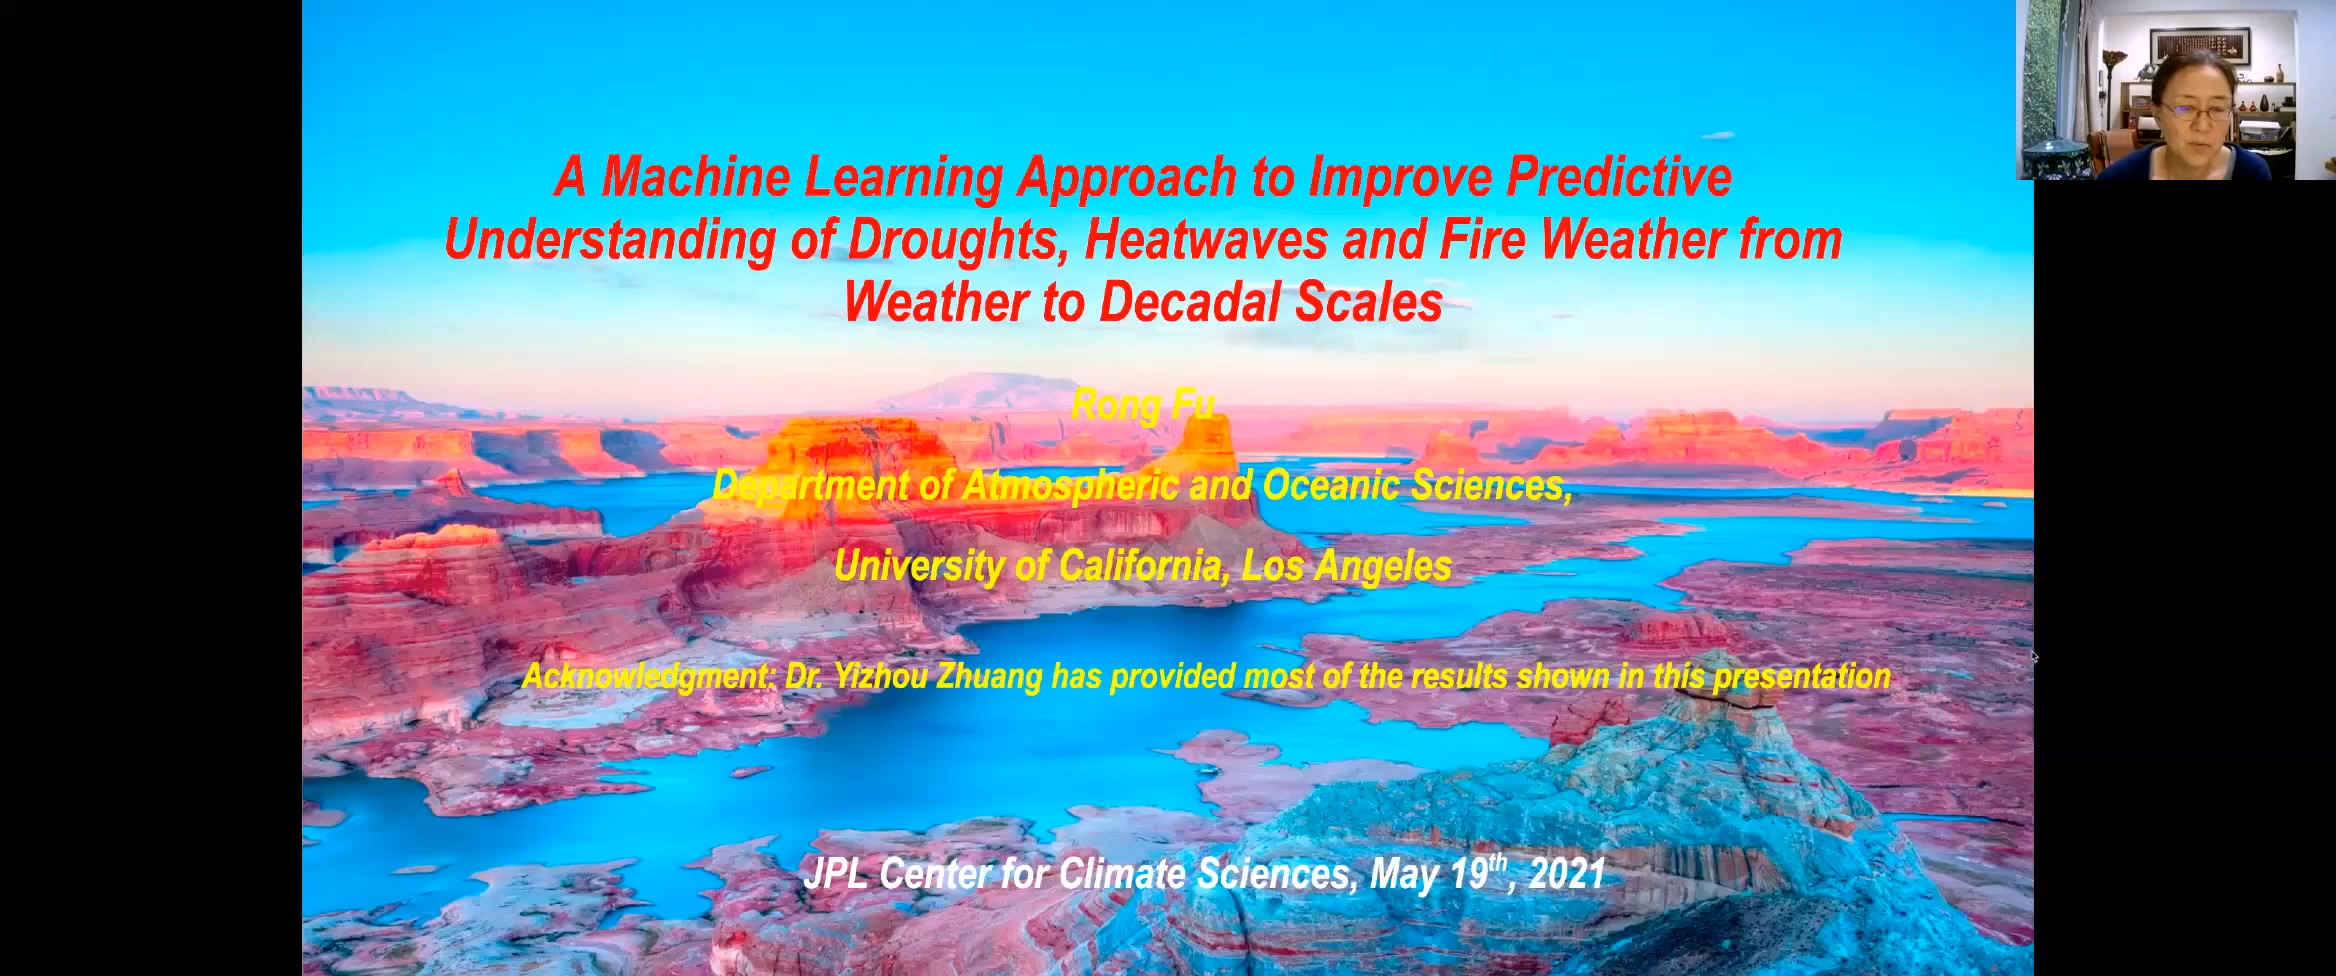 A Machine Learning Approach to Improve Predictive
Understanding of Droughts, Heatwaves and Fire Weather from
Weather to Decadal Scales
Rong Fu
Department of Atmospheric and Oceanic Sciences,
University of California, Los Angeles
Acknowledgment: Dr. Yizhou Zhuang has provided most of the results shown in this presentation
JPL Center for Climate Sciences, May 19th, 2021